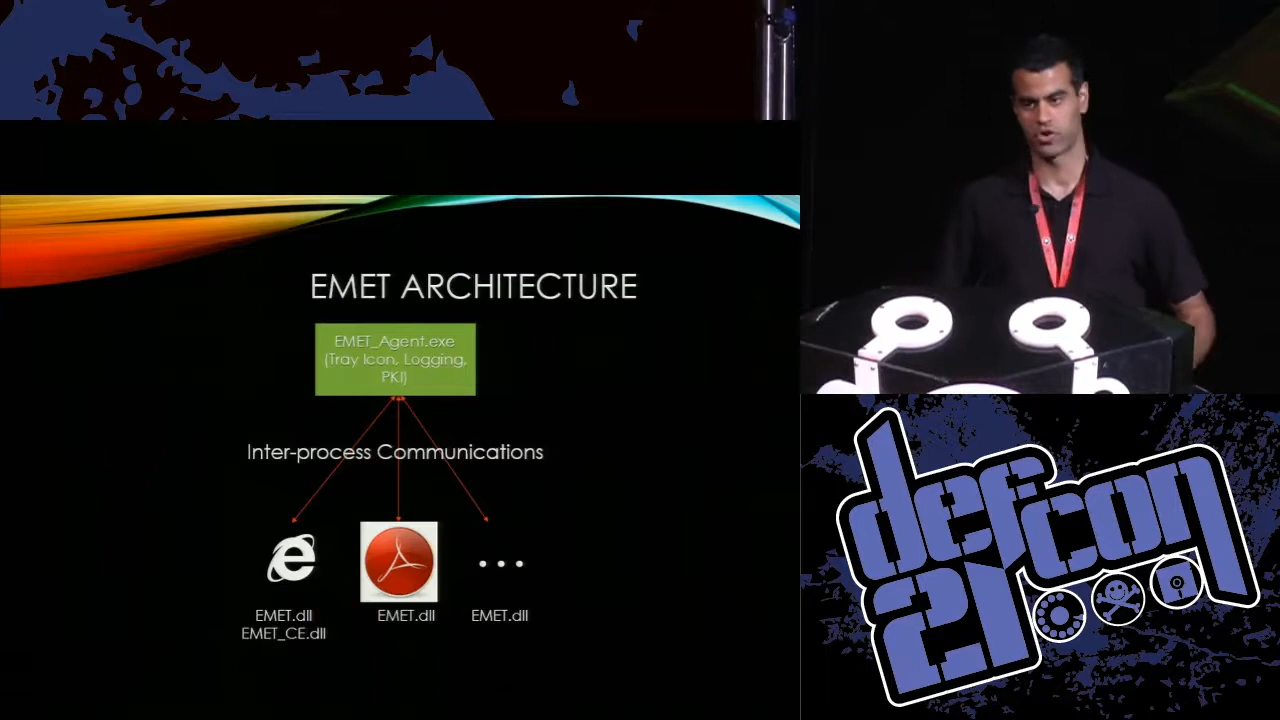 EMET ARCHITECTURE
EMET_Agent.exe
(Tray Icon, Logging,
PKI)
Inter-process Communications
EMET.dll
EMET_CE.dll
EMET.dll
EMET.dll
defcon
21